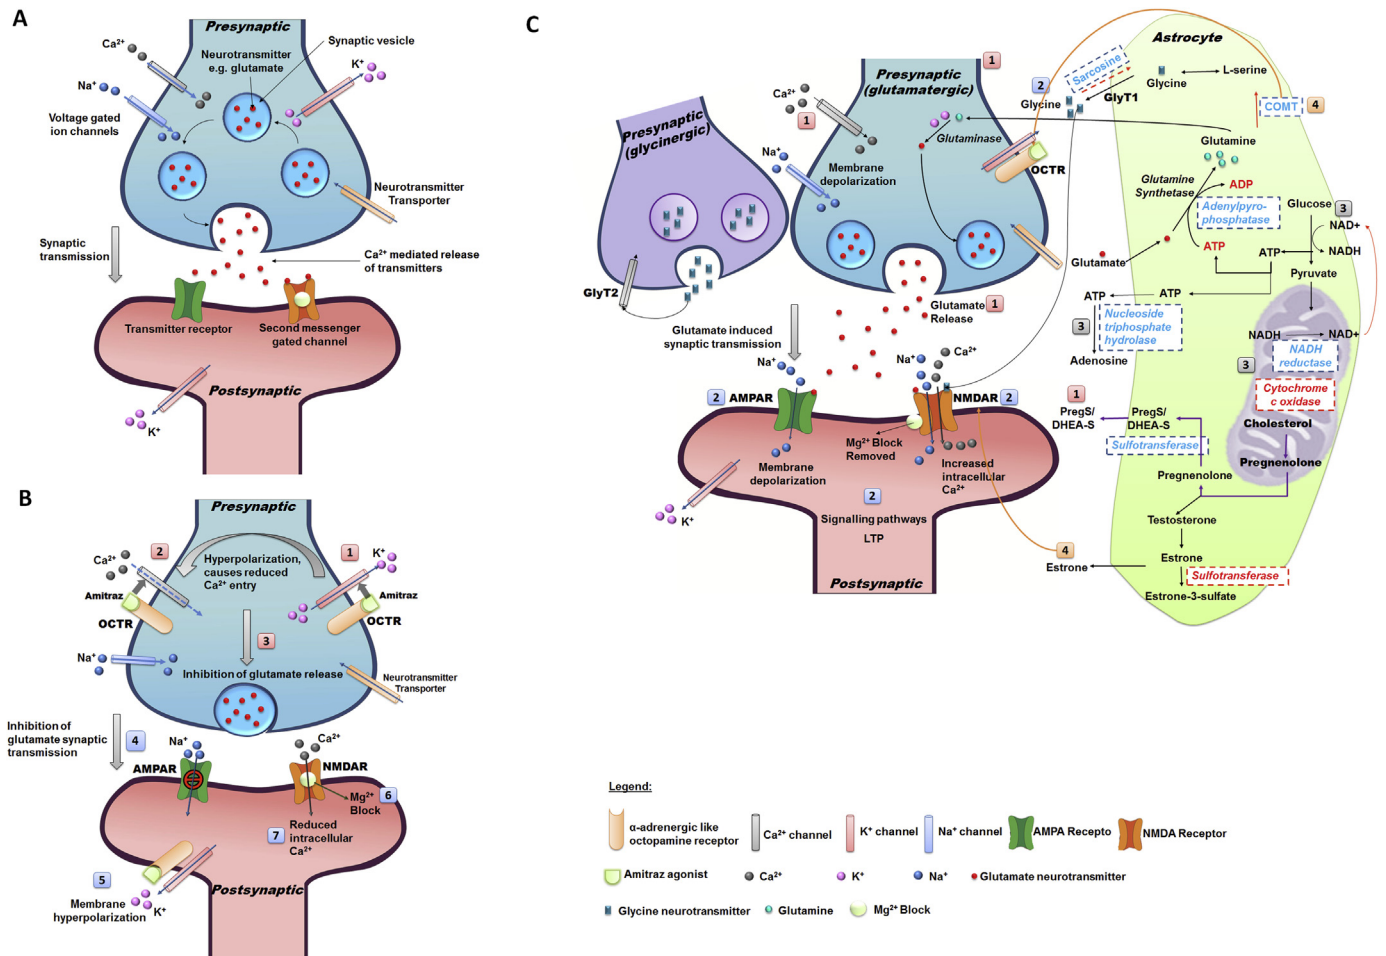 A
Presynaptic
Ca²⁺
Synaptic vesicle
Neurotransmitter
e.g. glutamate
K⁺
Na⁺
Voltage gated
ion channels
Neurotransmitter
Transporter
Synaptic
transmission
Ca²⁺ mediated release
of transmitters
Transmitter receptor
Second messenger
gated channel
Postsynaptic
K⁺
B
Presynaptic
Ca²⁺
2
Hyperpolarization,
causes reduced
Ca²⁺ entry
1
K⁺
Amitraz
Amitraz
OCTR
OCTR
3
Na⁺
Inhibition of glutamate release
Neurotransmitter
Transporter
Inhibition of
glutamate synaptic
transmission
4
Na⁺
Ca²⁺
AMPAR
NMDAR
Mg²⁺
Block
6
7
Reduced
intracellular
Ca²⁺
5
Membrane
hyperpolarization
K⁺
Postsynaptic
C
Presynaptic
(glutamatergic)
1
Ca²⁺
1
Presynaptic
(glycinergic)
Na⁺
Membrane
depolarization
Glutaminase
OCTR
2
Glycine
Sarcosine
GlyT1
GlyT2
Glutamate
Release
1
Glutamate induced
synaptic transmission
Na⁺
Na⁺
Ca²⁺
2
AMPAR
NMDAR
2
Mg²⁺ Block
Removed
Membrane
depolarization
Increased
intracellular
Ca²⁺
2
K⁺
Signalling pathways
LTP
Postsynaptic
Astrocyte
Glycine
L-serine
COMT
4
Glutamine
Glutamine
Synthetase
ADP
Adenylpyro-
phosphatase
Glucose
3
NAD+
ATP
ATP
NADH
Glutamate
Pyruvate
ATP
ATP
3
Nucleoside
triphosphate
hydrolase
Adenosine
NADH
NAD+
3
NADH
reductase
Cytochrome
c oxidase
1
PregS/
DHEA-S
PregS/
DHEA-S
Cholesterol
Sulfotransferase
Pregnenolone
Pregnenolone
Testosterone
4
Estrone
Estrone
Sulfotransferase
Estrone-3-sulfate
Legend:
α-adrenergic like
octopamine receptor
Ca²⁺ channel
K⁺ channel
Na⁺ channel
AMPA Recepto
NMDA Receptor
Amitraz agonist
Ca²⁺
K⁺
Na⁺
Glutamate neurotransmitter
Glycine neurotransmitter
Glutamine
Mg²⁺ Block